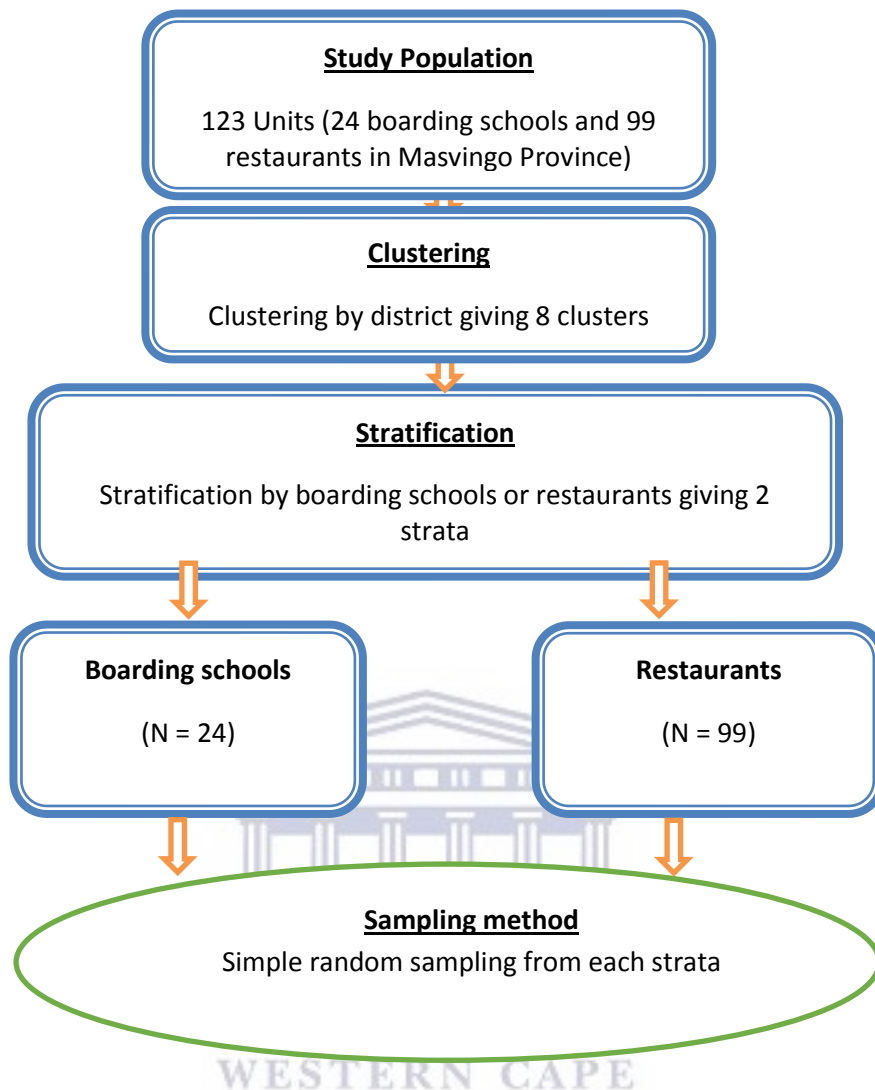 Study Population
123 Units (24 boarding schools and 99
restaurants in Masvingo Province)
Clustering
Clustering by district giving 8 clusters
Stratification
Stratification by boarding schools or restaurants giving 2
strata
Boarding schools
(N = 24)
Restaurants
(N = 99)
Sampling method
Simple random sampling from each strata
WESTERN CAPE